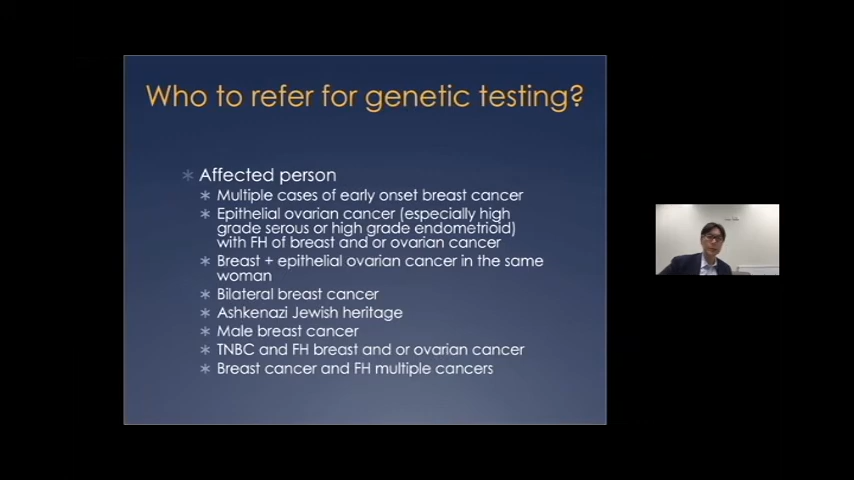 Who to refer for genetic testing?
* Affected person
* Multiple cases of early onset breast cancer
* Epithelial ovarian cancer (especially high
grade serous or high grade endometrioid)
with FH of breast and or ovarian cancer
* Breast + epithelial ovarian cancer in the same
woman
* Bilateral breast cancer
* Ashkenazi Jewish heritage
* Male breast cancer
* TNBC and FH breast and or ovarian cancer
* Breast cancer and FH multiple cancers